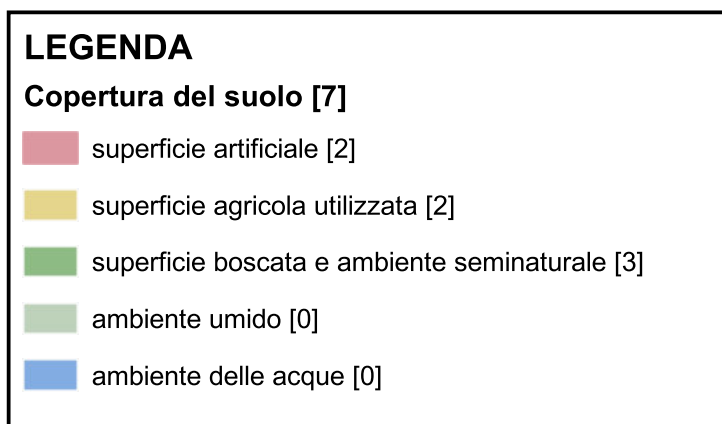 LEGENDA
Copertura del suolo [7]
superficie artificiale [2]
superficie agricola utilizzata [2]
superficie boscata e ambiente seminaturale [3]
ambiente umido [0]
ambiente delle acque [0]